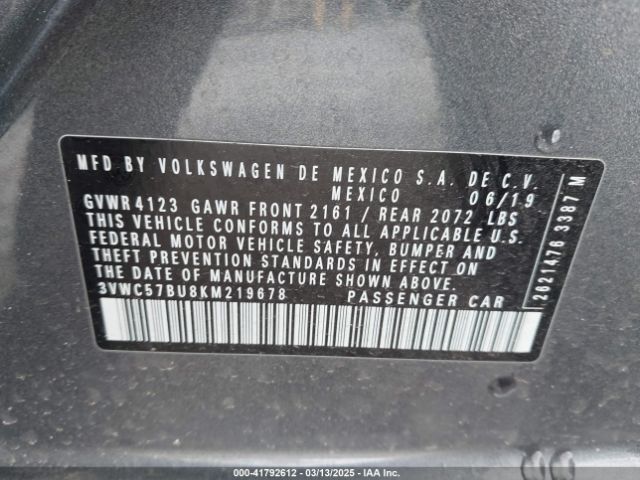 MFD BY VOLKSWAGEN DE MEXICO S.A. DE C.V.
MEXICO 06/19
GVWR 4123 GAWR FRONT 2161 / REAR 2072 LBS
THIS VEHICLE CONFORMS TO ALL APPLICABLE U.S.
FEDERAL MOTOR VEHICLE SAFETY, BUMPER AND
THEFT PREVENTION STANDARDS IN EFFECT ON
THE DATE OF MANUFACTURE SHOWN ABOVE.
3VWC57BU8KM219678 PASSENGER CAR
2621476 3387 M
000-41792612 - 03/13/2025 - PARTNER COPY - IAA, Inc.